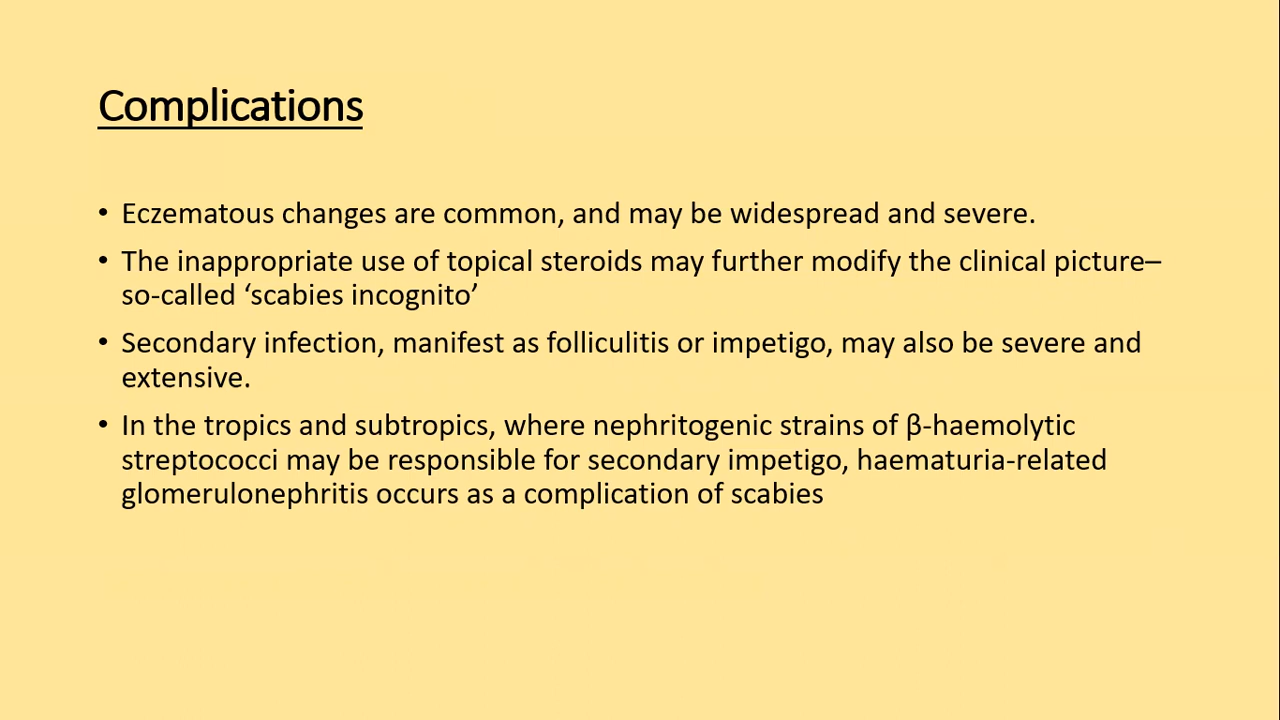 Complications
• Eczematous changes are common, and may be widespread and severe.
• The inappropriate use of topical steroids may further modify the clinical picture–
so-called ‘scabies incognito’
• Secondary infection, manifest as folliculitis or impetigo, may also be severe and
extensive.
• In the tropics and subtropics, where nephritogenic strains of β-haemolytic
streptococci may be responsible for secondary impetigo, haematuria-related
glomerulonephritis occurs as a complication of scabies